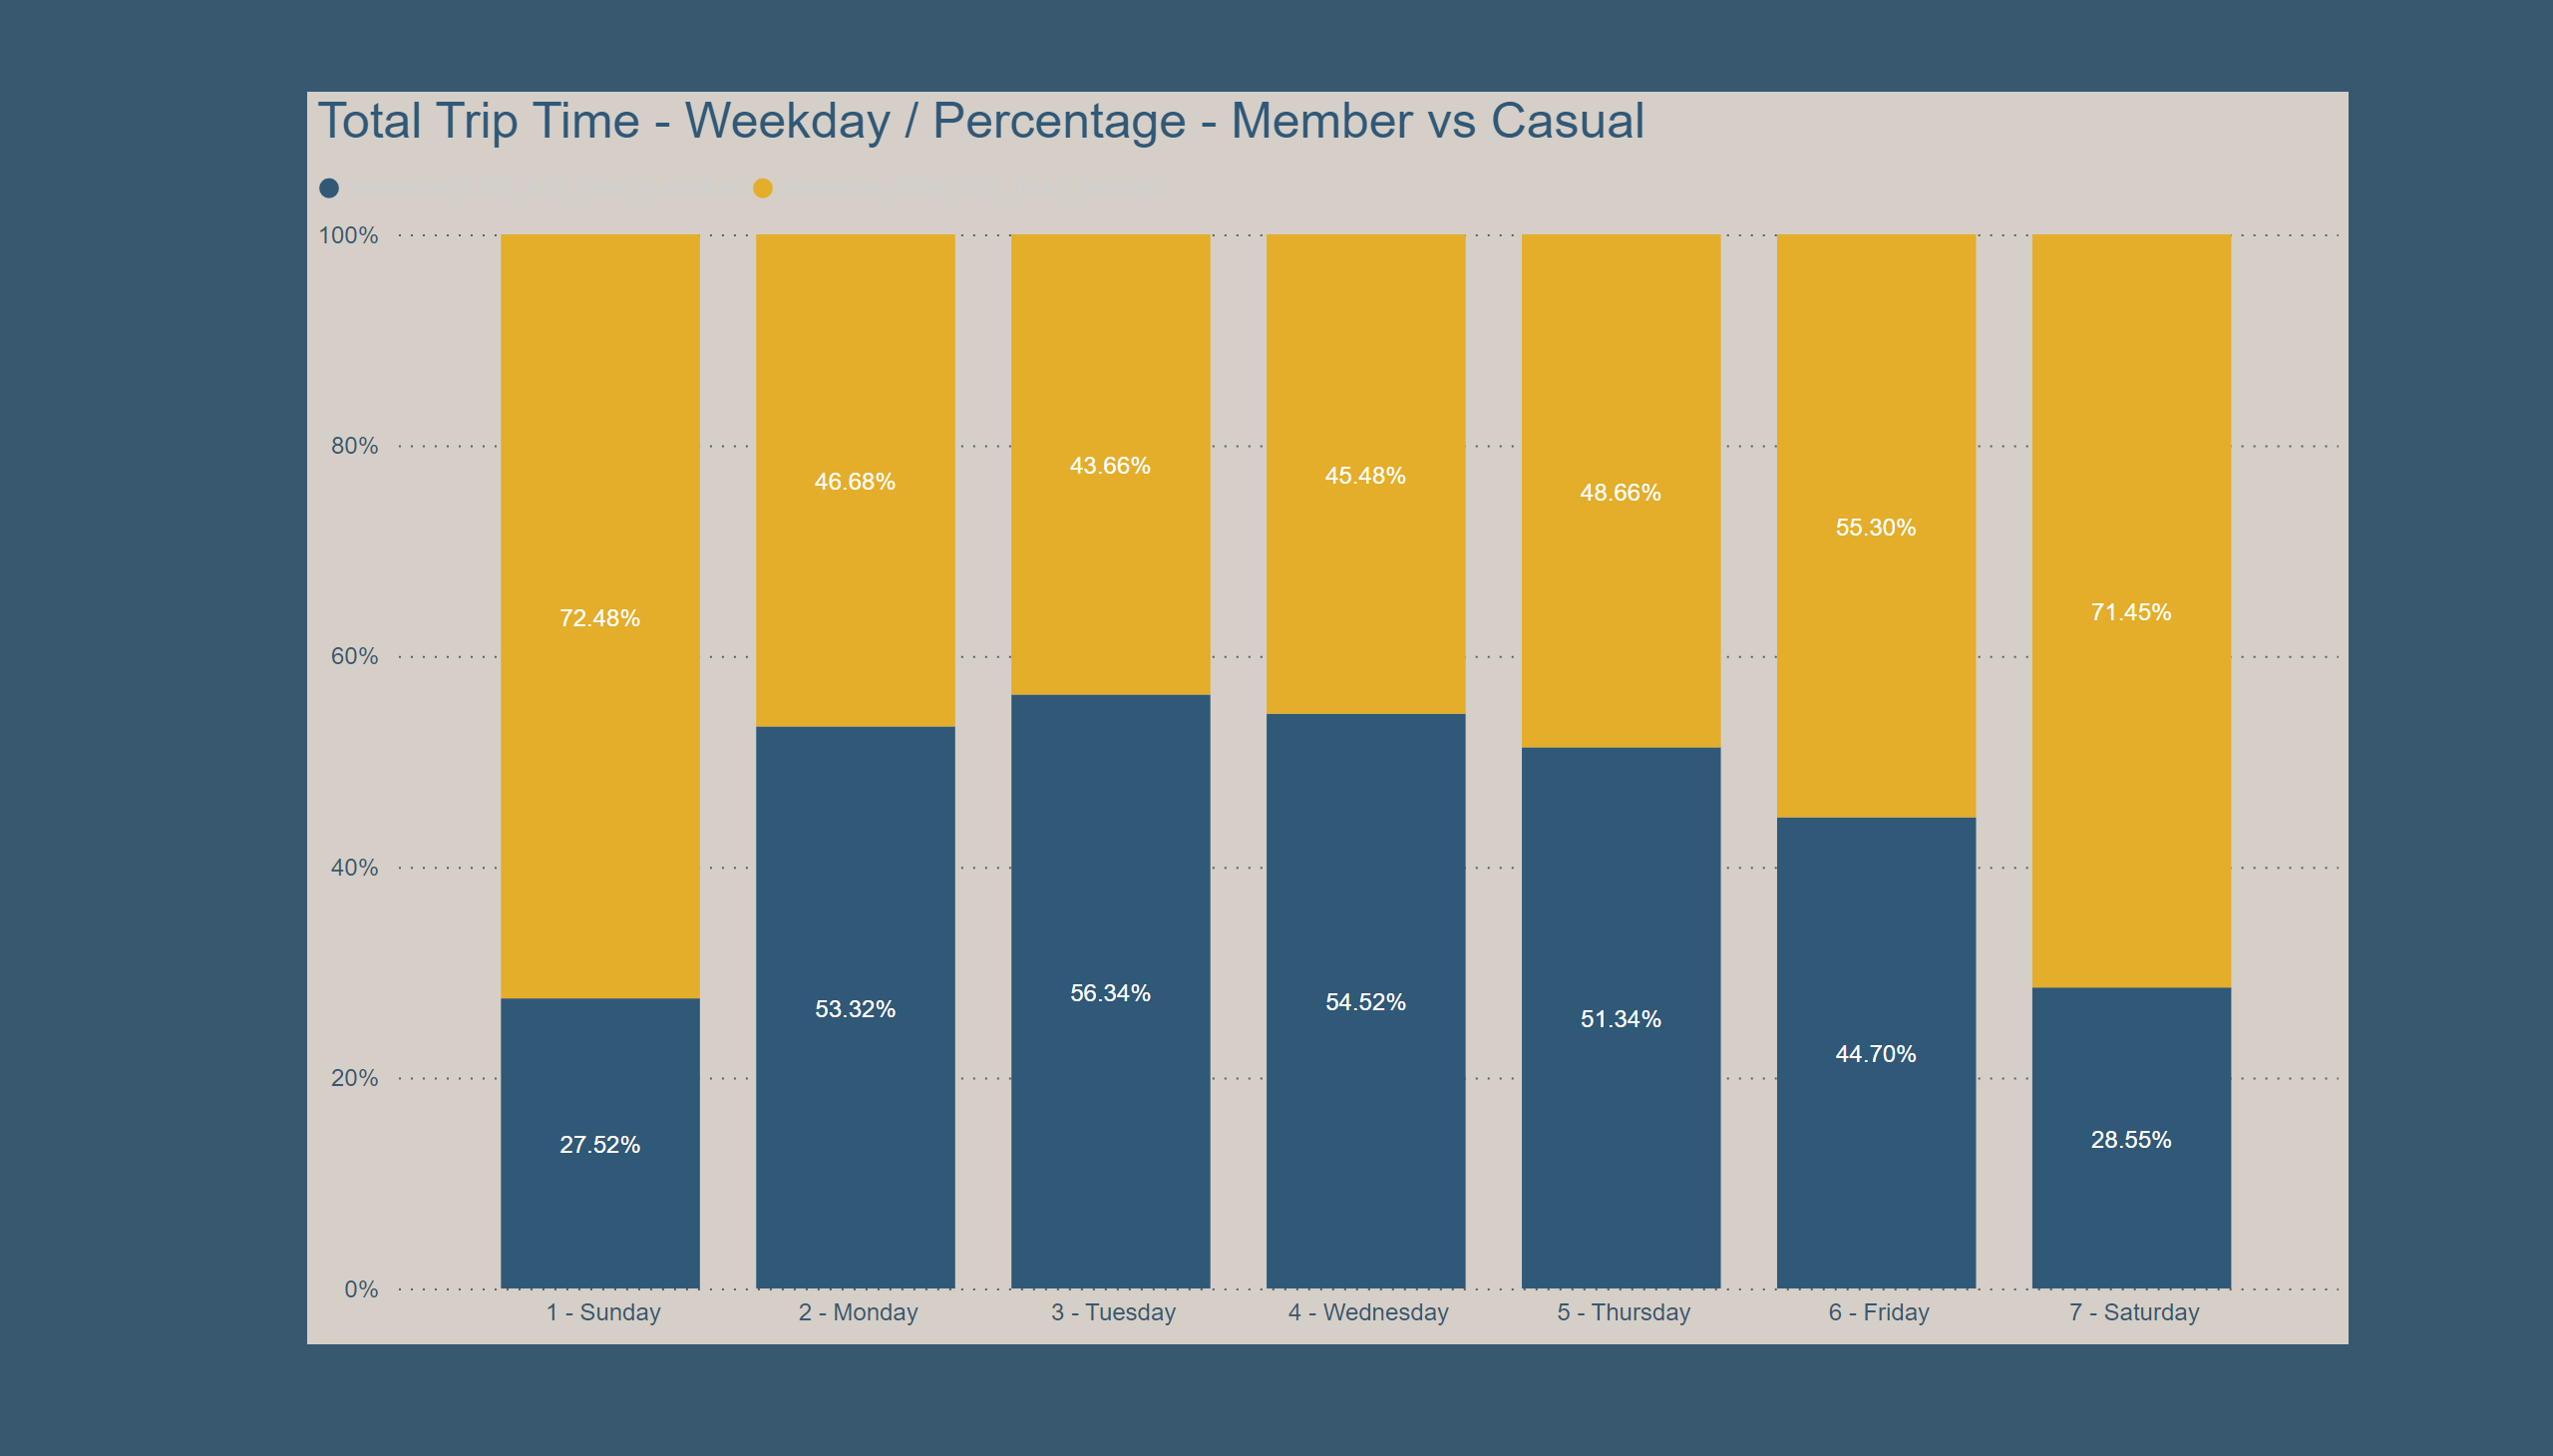 Total Trip Time - Weekday / Percentage - Member vs Casual
100%
80%
60%
40%
20%
0%
72.48%
46.68%
43.66%
45.48%
48.66%
55.30%
71.45%
27.52%
53.32%
56.34%
54.52%
51.34%
44.70%
28.55%
1 - Sunday
2 - Monday
3 - Tuesday
4 - Wednesday
5 - Thursday
6 - Friday
7 - Saturday